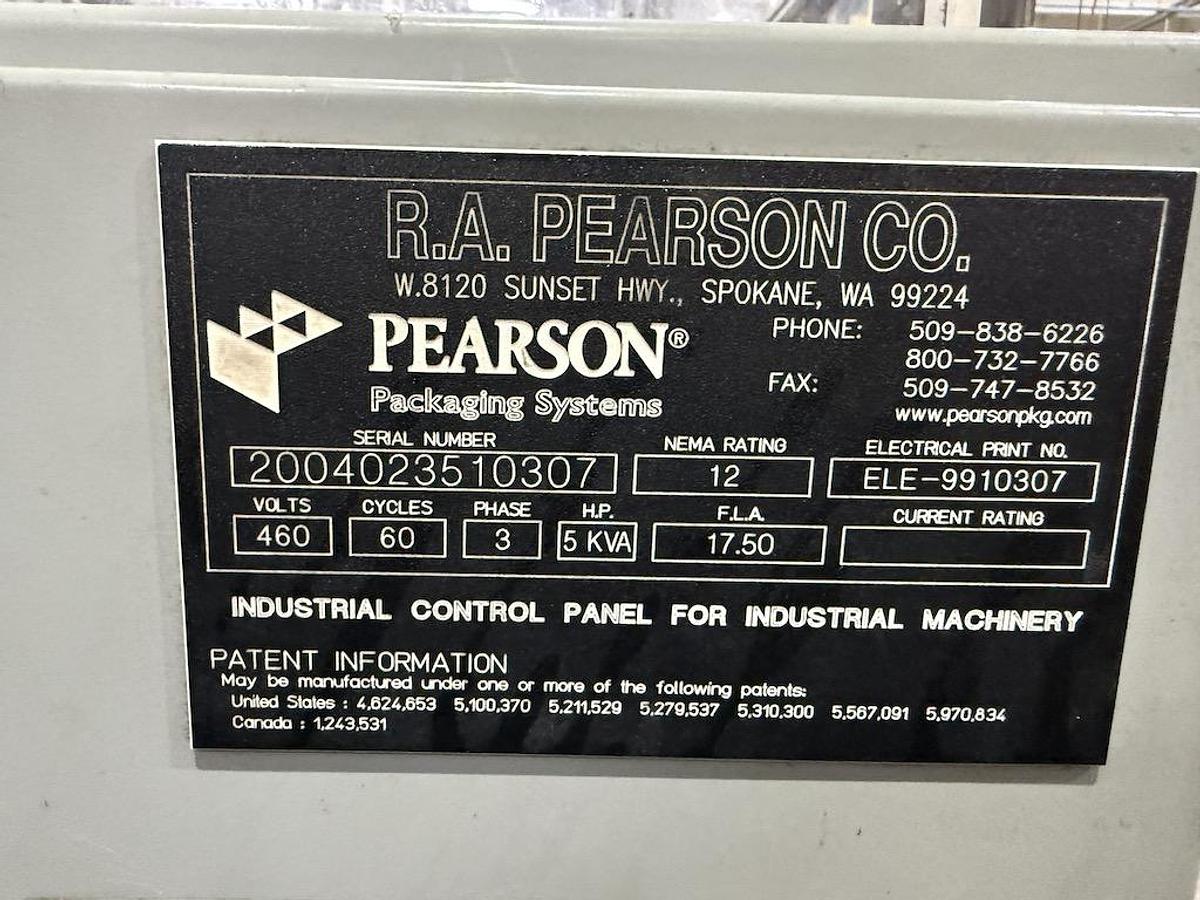 R.A. PEARSON CO.
W.8120 SUNSET HWY., SPOKANE, WA 99224
PEARSON®
Packaging Systems
PHONE: 509-838-6226
800-732-7766
FAX: 509-747-8532
www.pearsonpkg.com
SERIAL NUMBER NEMA RATING ELECTRICAL PRINT NO.
2004023510307 12 ELE-9910307
VOLTS CYCLES PHASE H.P. F.L.A. CURRENT RATING
460 60 3 5 KVA 17.50
INDUSTRIAL CONTROL PANEL FOR INDUSTRIAL MACHINERY
PATENT INFORMATION
May be manufactured under one or more of the following patents:
United States : 4,624,653 5,100,370 5,211,529 5,279,537 5,310,300 5,567,091 5,970,834
Canada : 1,243,531